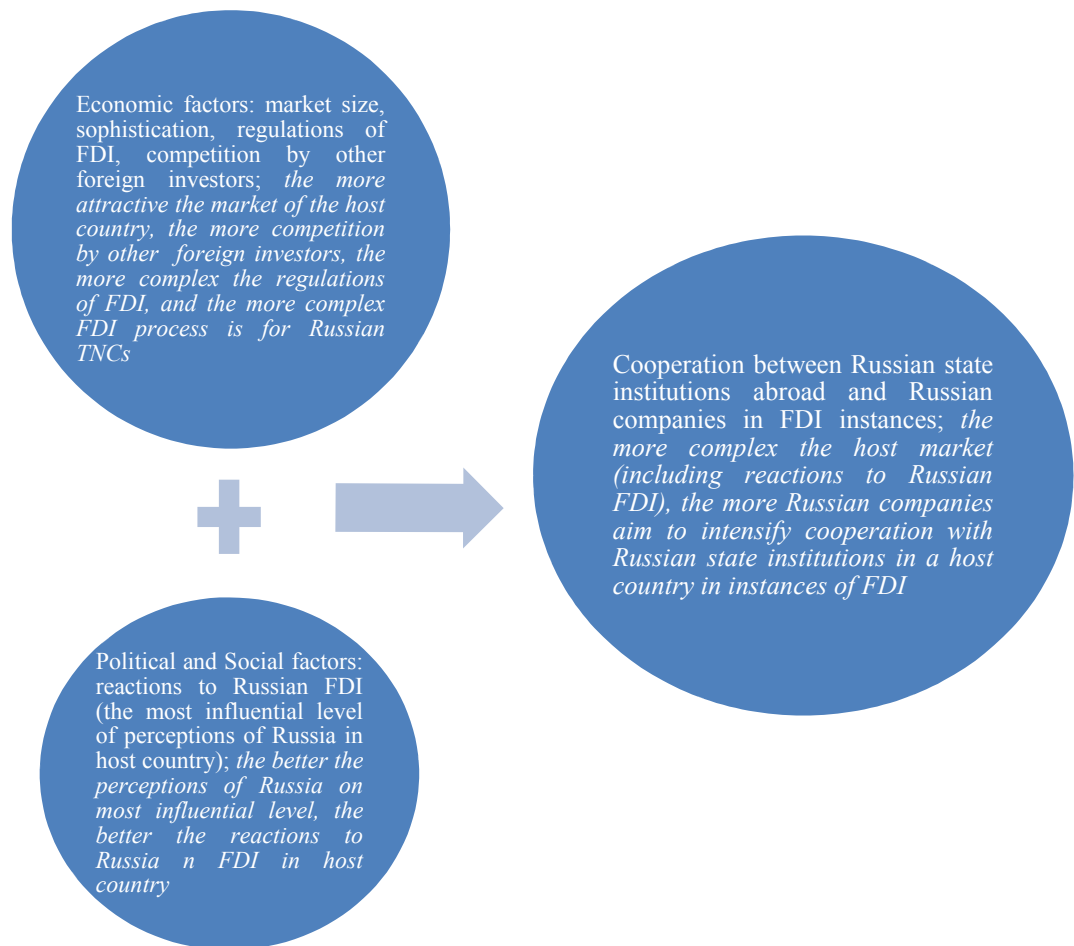 Economic factors: market size,
sophistication, regulations of
FDI, competition by other
foreign investors; the more
attractive the market of the host
country, the more competition
by other foreign investors, the
more complex the regulations
of FDI, and the more complex
FDI process is for Russian
TNCs
Political and Social factors:
reactions to Russian FDI
(the most influential level
of perceptions of Russia in
host country); the better the
perceptions of Russia on
most influential level, the
better the reactions to
Russia n FDI in host
country
Cooperation between Russian state
institutions abroad and Russian
companies in FDI instances; the
more complex the host market
(including reactions to Russian
FDI), the more Russian companies
aim to intensify cooperation with
Russian state institutions in a host
country in instances of FDI